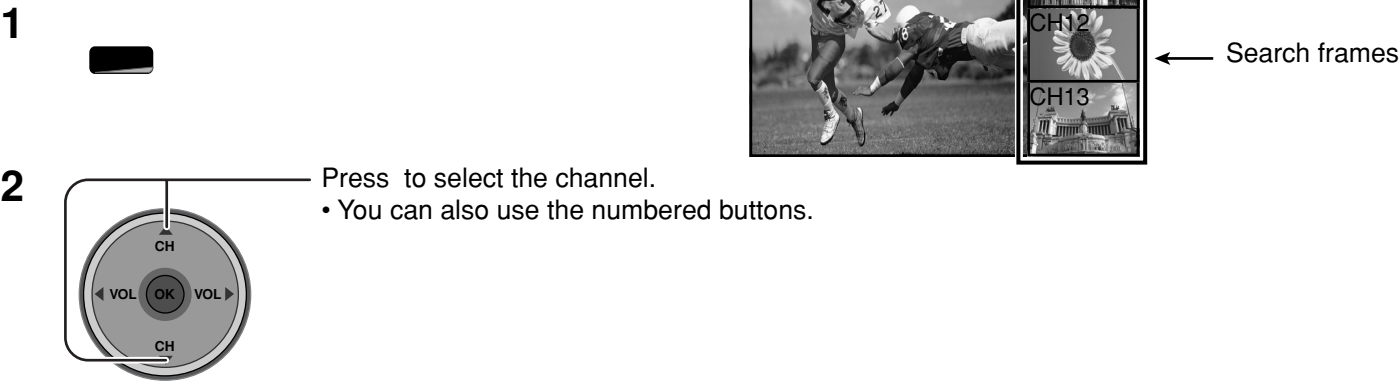 1
CH12
Search frames
CH13
2
Press to select the channel.
• You can also use the numbered buttons.
CH
VOL OK VOL
CH